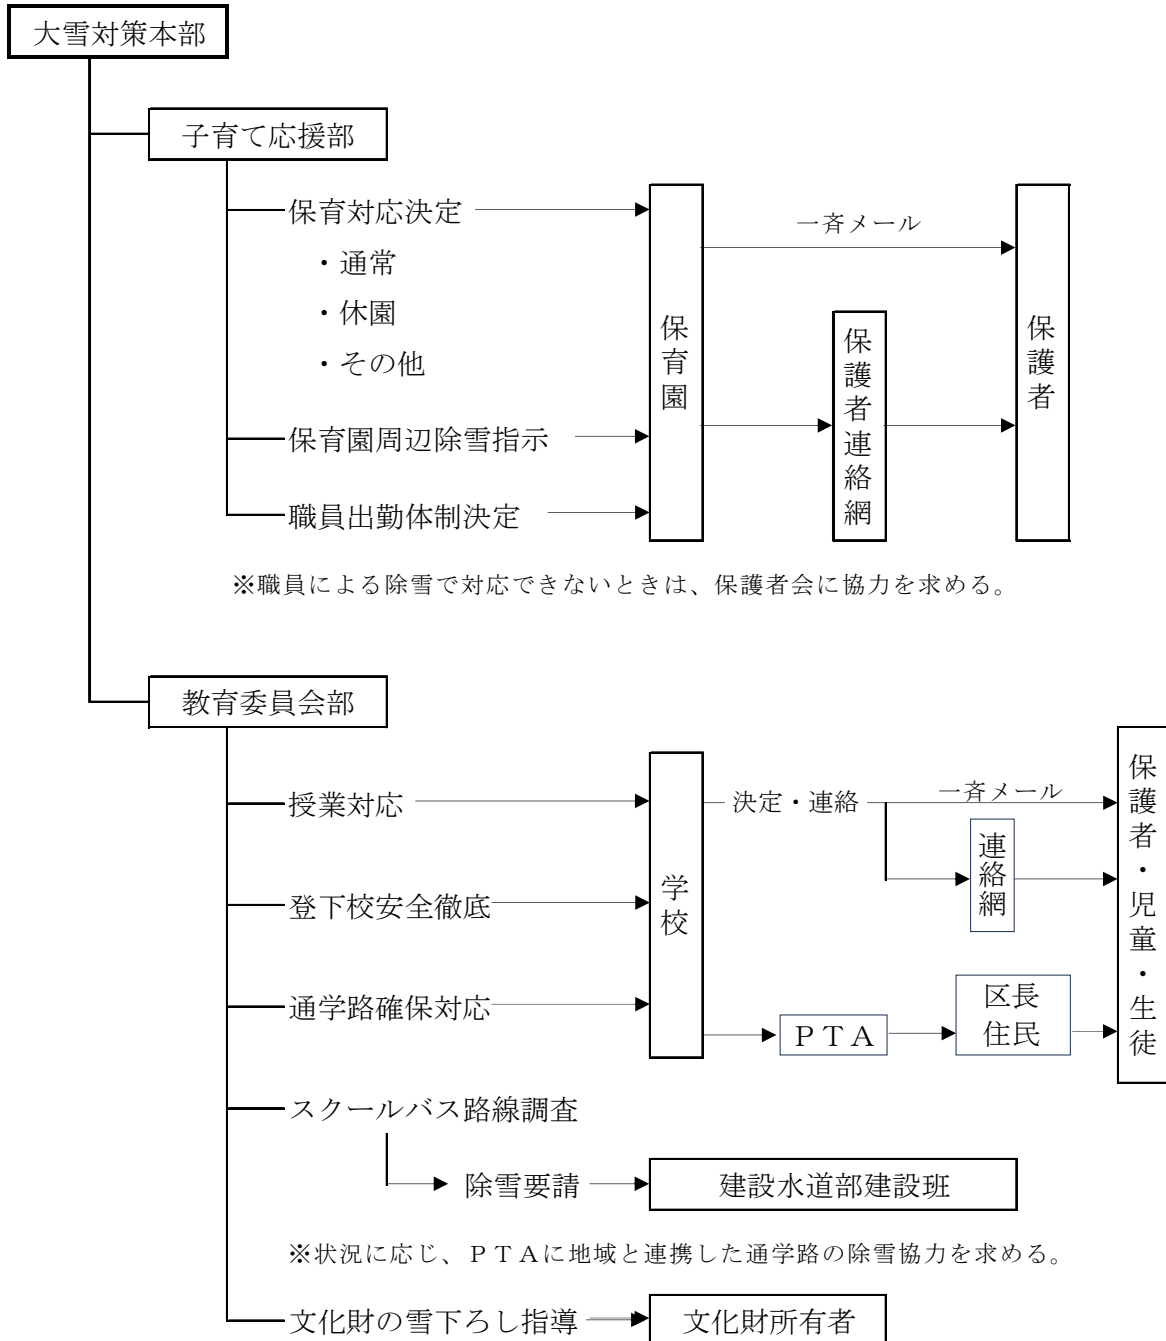 大雪対策本部
子育て応援部
保育対応決定
・通常
・休園
・その他
保育園周辺除雪指示
職員出勤体制決定
保育園
一斉メール
保護者連絡網
保護者
※職員による除雪で対応できないときは、保護者会に協力を求める。
教育委員会部
授業対応
登下校安全徹底
通学路確保対応
学校
決定・連絡
一斉メール
連絡網
ＰＴＡ
区長
住民
保護者・児童・生徒
スクールバス路線調査
除雪要請
建設水道部建設班
※状況に応じ、ＰＴＡに地域と連携した通学路の除雪協力を求める。
文化財の雪下ろし指導
文化財所有者